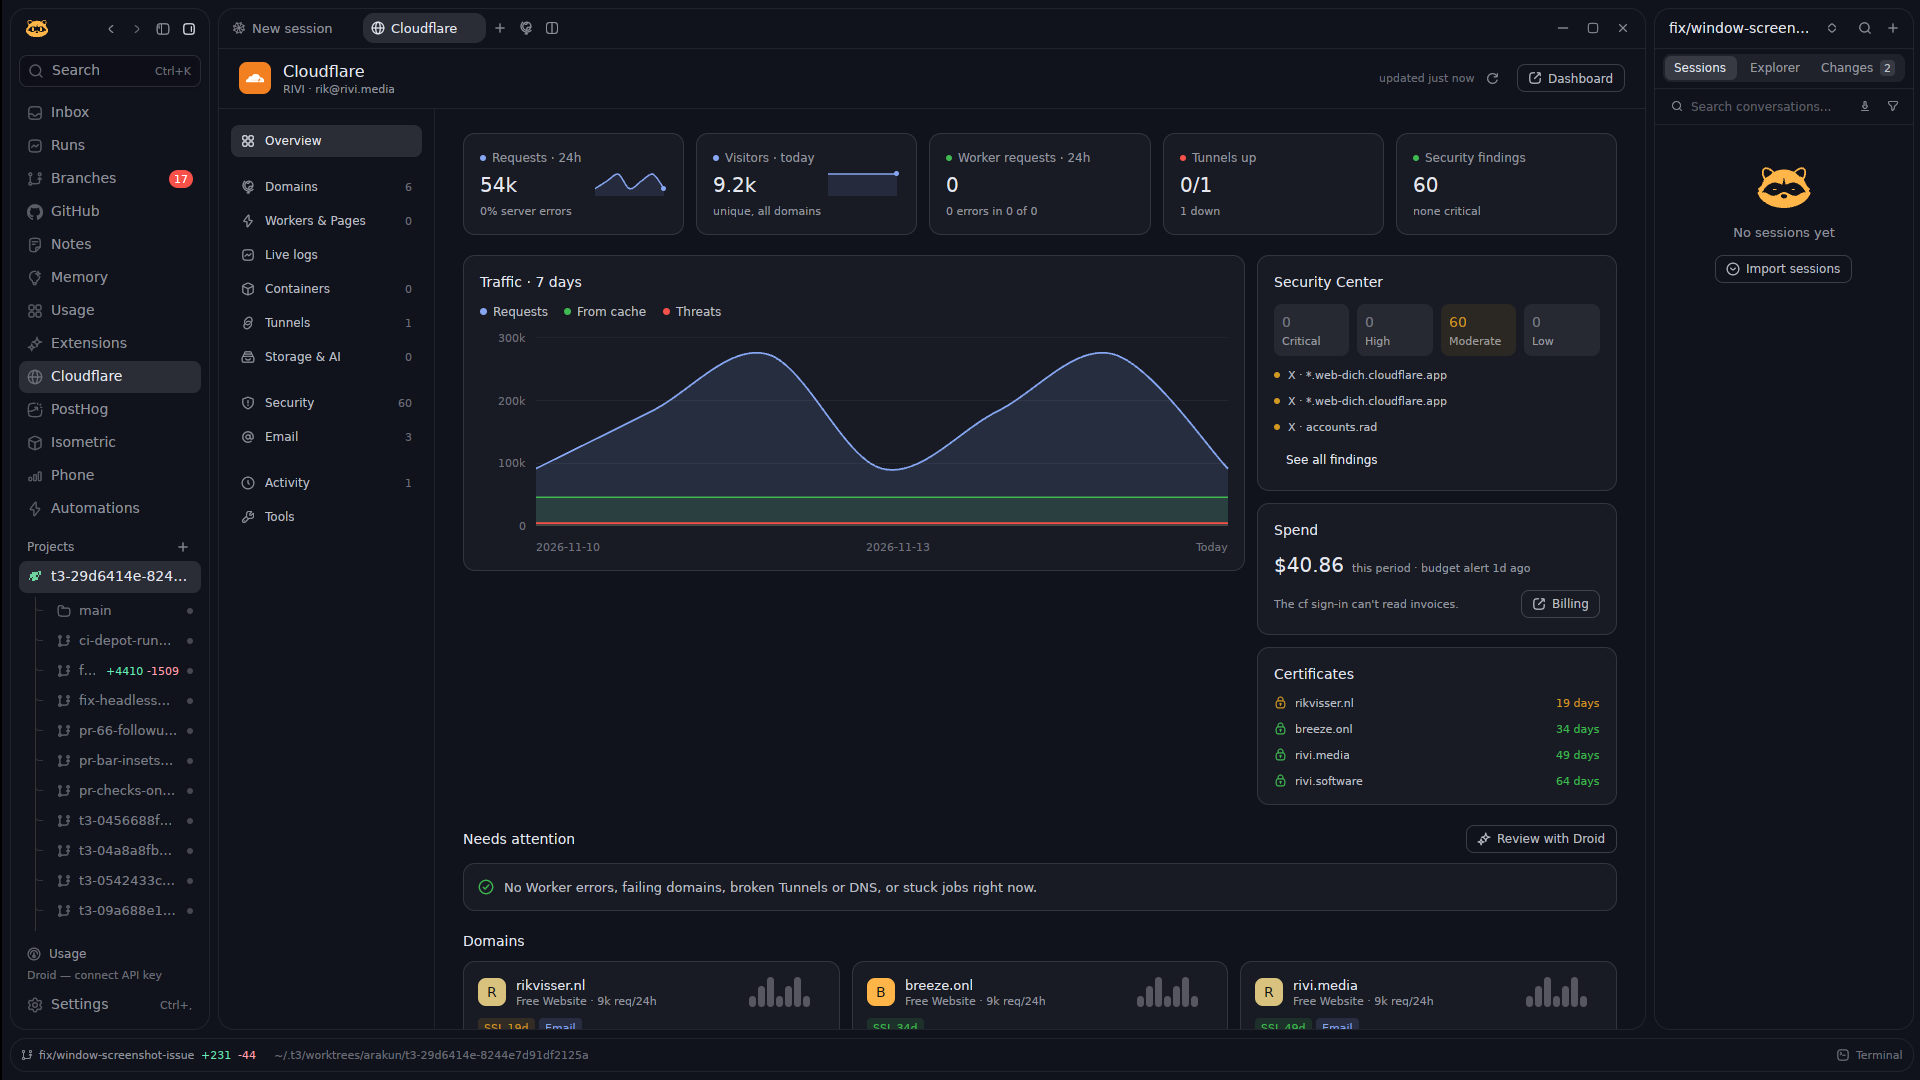 New session
Cloudflare
fix/window-screen...
Search
Ctrl+K
Inbox
Runs
Branches
17
GitHub
Notes
Memory
Usage
Extensions
Cloudflare
PostHog
Isometric
Phone
Automations
Projects
t3-29d6414e-824...
main
ci-depot-run...
f... +4410 -1509
fix-headless...
pr-66-followu...
pr-bar-insets...
pr-checks-on...
t3-0456688f...
t3-04a8a8fb...
t3-0542433c...
t3-09a688e1...
Usage
Droid — connect API key
Settings
Ctrl+,
Cloudflare
RIVI · rik@rivi.media
updated just now
Dashboard
Overview
Domains 6
Workers & Pages 0
Live logs
Containers 0
Tunnels 1
Storage & AI 0
Security 60
Email 3
Activity 1
Tools
Requests · 24h
54k
0% server errors
Visitors · today
9.2k
unique, all domains
Worker requests · 24h
0
0 errors in 0 of 0
Tunnels up
0/1
1 down
Security findings
60
none critical
Traffic · 7 days
Requests From cache Threats
300k
200k
100k
0
2026-11-10 2026-11-13 Today
Security Center
0 Critical
0 High
60 Moderate
0 Low
X · *.web-dich.cloudflare.app
X · *.web-dich.cloudflare.app
X · accounts.rad
See all findings
Spend
$40.86 this period · budget alert 1d ago
The cf sign-in can't read invoices.
Billing
Certificates
rikvisser.nl 19 days
breeze.onl 34 days
rivi.media 49 days
rivi.software 64 days
Needs attention
Review with Droid
No Worker errors, failing domains, broken Tunnels or DNS, or stuck jobs right now.
Domains
R
rikvisser.nl
Free Website · 9k req/24h
SSL 19d Email
B
breeze.onl
Free Website · 9k req/24h
SSL 34d
R
rivi.media
Free Website · 9k req/24h
SSL 49d Email
Sessions Explorer Changes 2
Search conversations...
No sessions yet
Import sessions
fix/window-screenshot-issue +231 -44 ~/.t3/worktrees/arakun/t3-29d6414e-8244e7d91df2125a
Terminal